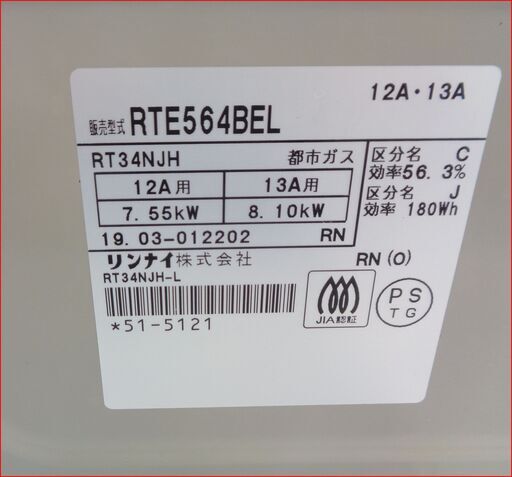 12A・13A
販売型式 RTE564BEL
RT34NJH 都市ガス
12A用 13A用
7.55kW 8.10kW
19.03-012202 RN
区分名 C
効率56.3%
区分名 J
効率 180Wh
リンナイ株式会社 RN(O)
RT34NJH-L
*51-5121
JIA認証
PS
TG